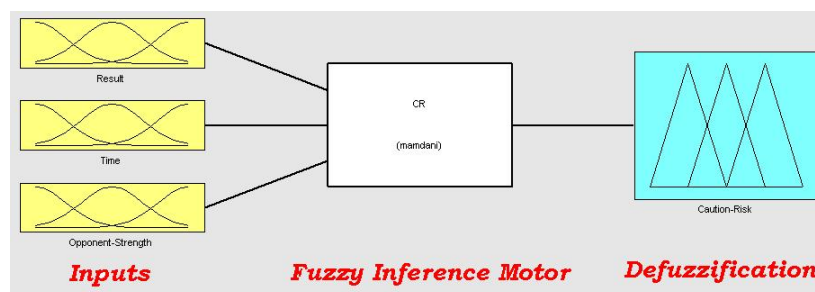 Result
Time
Opponent-Strength
CR
(mamdani)
Caution-Risk
Inputs
Fuzzy Inference Motor
Defuzzification